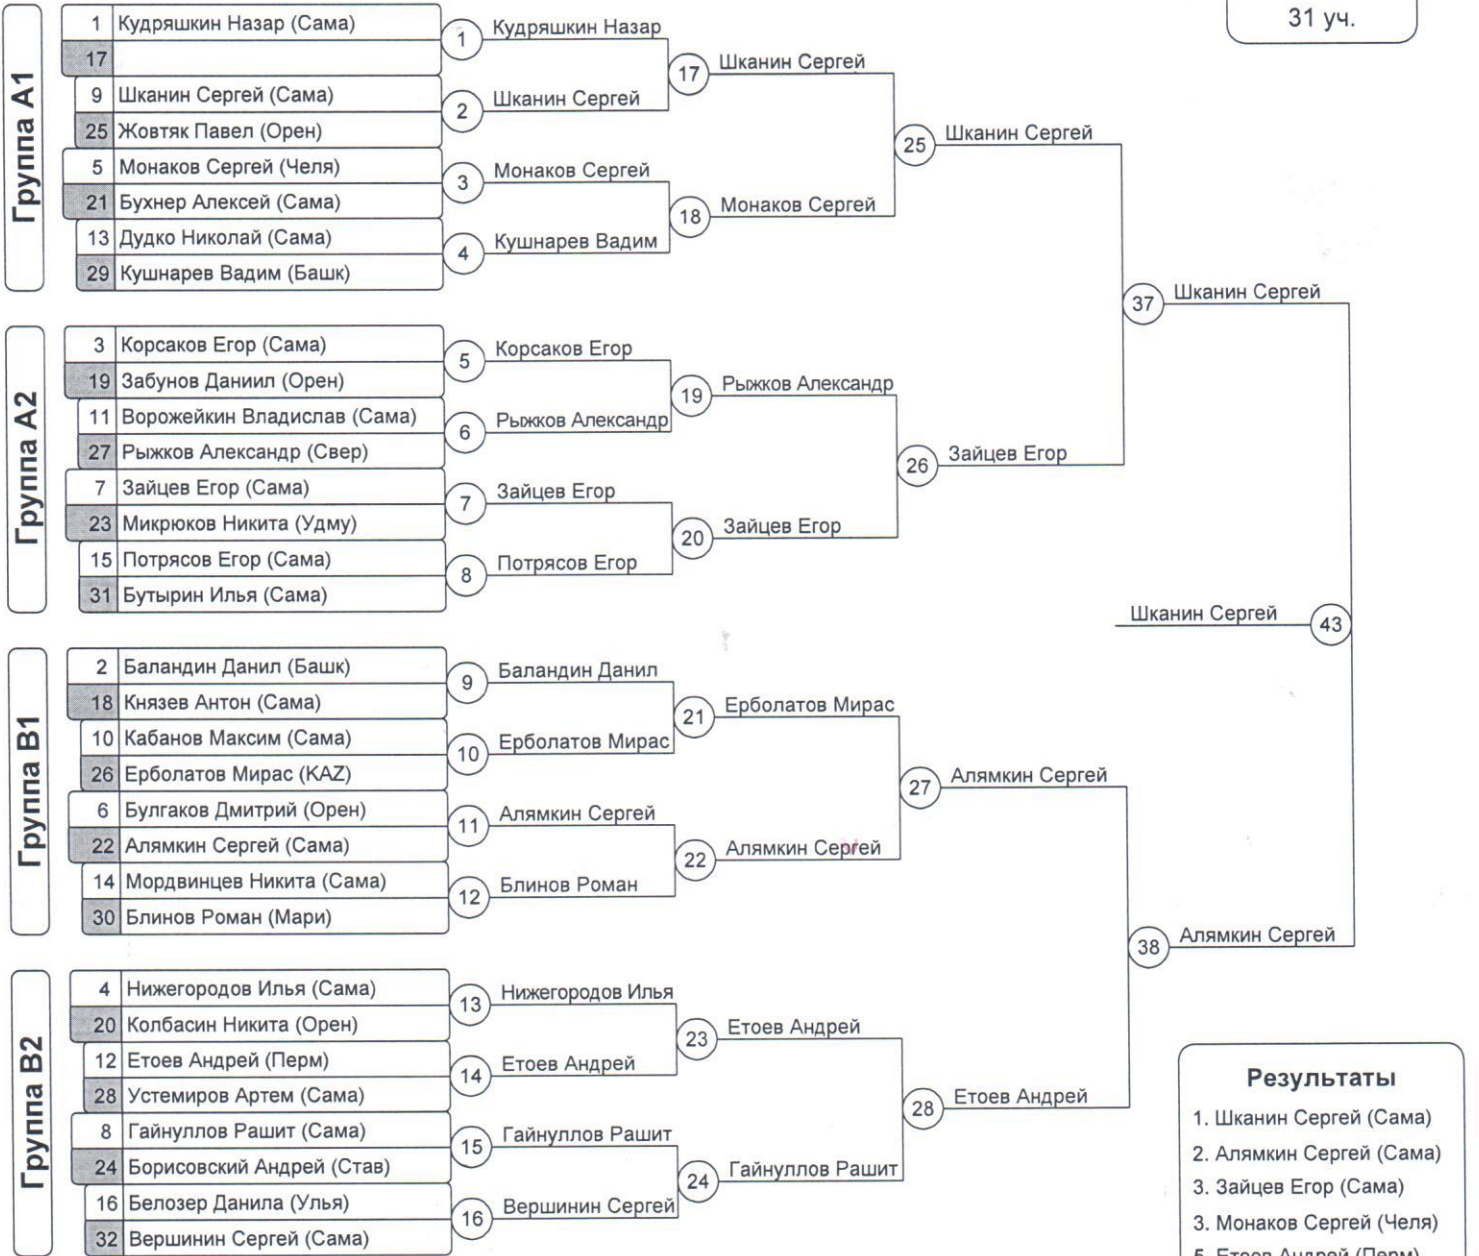 31 уч.
Группа А1
1 Кудряшкин Назар (Сама)
17
9 Шканин Сергей (Сама)
25 Жовтяк Павел (Орен)
5 Монаков Сергей (Челя)
21 Бухнер Алексей (Сама)
13 Дудко Николай (Сама)
29 Кушнарев Вадим (Башк)
1 Кудряшкин Назар
2 Шканин Сергей
3 Монаков Сергей
4 Кушнарев Вадим
17 Шканин Сергей
18 Монаков Сергей
25 Шканин Сергей
Группа А2
3 Корсаков Егор (Сама)
19 Забунов Даниил (Орен)
11 Ворожейкин Владислав (Сама)
27 Рыжков Александр (Свер)
7 Зайцев Егор (Сама)
23 Микрюков Никита (Удму)
15 Потрясов Егор (Сама)
31 Бутырин Илья (Сама)
5 Корсаков Егор
6 Рыжков Александр
7 Зайцев Егор
8 Потрясов Егор
19 Рыжков Александр
20 Зайцев Егор
26 Зайцев Егор
37 Шканин Сергей
Шканин Сергей 43
Группа В1
2 Баландин Данил (Башк)
18 Князев Антон (Сама)
10 Кабанов Максим (Сама)
26 Ерболатов Мирас (KAZ)
6 Булгаков Дмитрий (Орен)
22 Алямкин Сергей (Сама)
14 Мордвинцев Никита (Сама)
30 Блинов Роман (Мари)
9 Баландин Данил
10 Ерболатов Мирас
11 Алямкин Сергей
12 Блинов Роман
21 Ерболатов Мирас
22 Алямкин Сергей
27 Алямкин Сергей
Группа В2
4 Нижегородов Илья (Сама)
20 Колбасин Никита (Орен)
12 Етоев Андрей (Перм)
28 Устемиров Артем (Сама)
8 Гайнуллов Рашит (Сама)
24 Борисовский Андрей (Став)
16 Белозер Данила (Улья)
32 Вершинин Сергей (Сама)
13 Нижегородов Илья
14 Етоев Андрей
15 Гайнуллов Рашит
16 Вершинин Сергей
23 Етоев Андрей
24 Гайнуллов Рашит
28 Етоев Андрей
38 Алямкин Сергей
Результаты
1. Шканин Сергей (Сама)
2. Алямкин Сергей (Сама)
3. Зайцев Егор (Сама)
3. Монаков Сергей (Челя)
5. Етоев Андрей (Перм)